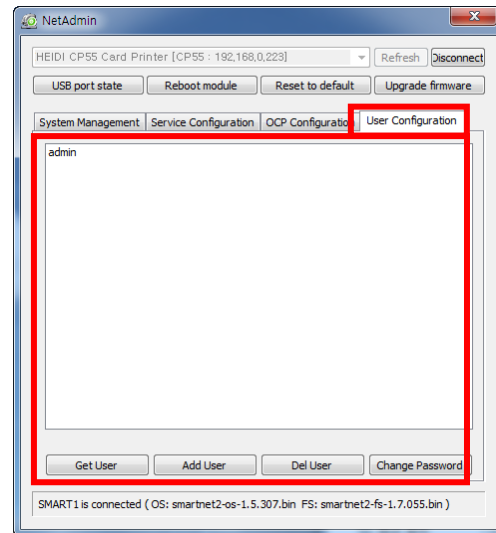 NetAdmin
HEIDI CP55 Card Printer [CP55 : 192,168,0,223] Refresh Disconnect
USB port state Reboot module Reset to default Upgrade firmware
System Management Service Configuration OCP Configuration User Configuration
admin
Get User Add User Del User Change Password
SMART1 is connected ( OS: smartnet2-os-1.5.307.bin FS: smartnet2-fs-1.7.055.bin )